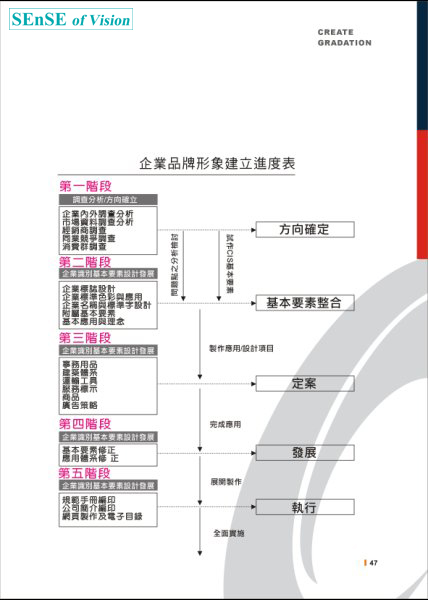 SEnSE of Vision
CREATE
GRADATION
企業品牌形象建立進度表
第一階段
調查分析/方向確立
企業內外調查分析
市場資料調查分析
經銷商調查
同業競爭調查
消費群調查
問題點之分析檢討
試作CIS基本要素
方向確定
第二階段
企業識別基本要素設計發展
企業標誌設計
企業標準色彩與應用
企業名稱與標準字設計
附屬基本要素
基本應用與理念
基本要素整合
製作應用/設計項目
第三階段
企業識別基本要素設計發展
事務用品
建築體系
運輸工具
服務標示
商品
廣告策略
定案
完成應用
第四階段
企業識別基本要素設計發展
基本要素修正
應用體系修 正
發展
展開製作
第五階段
企業識別基本要素設計發展
規範手冊編印
公司簡介編印
網頁製作及電子目錄
執行
全面實施
47